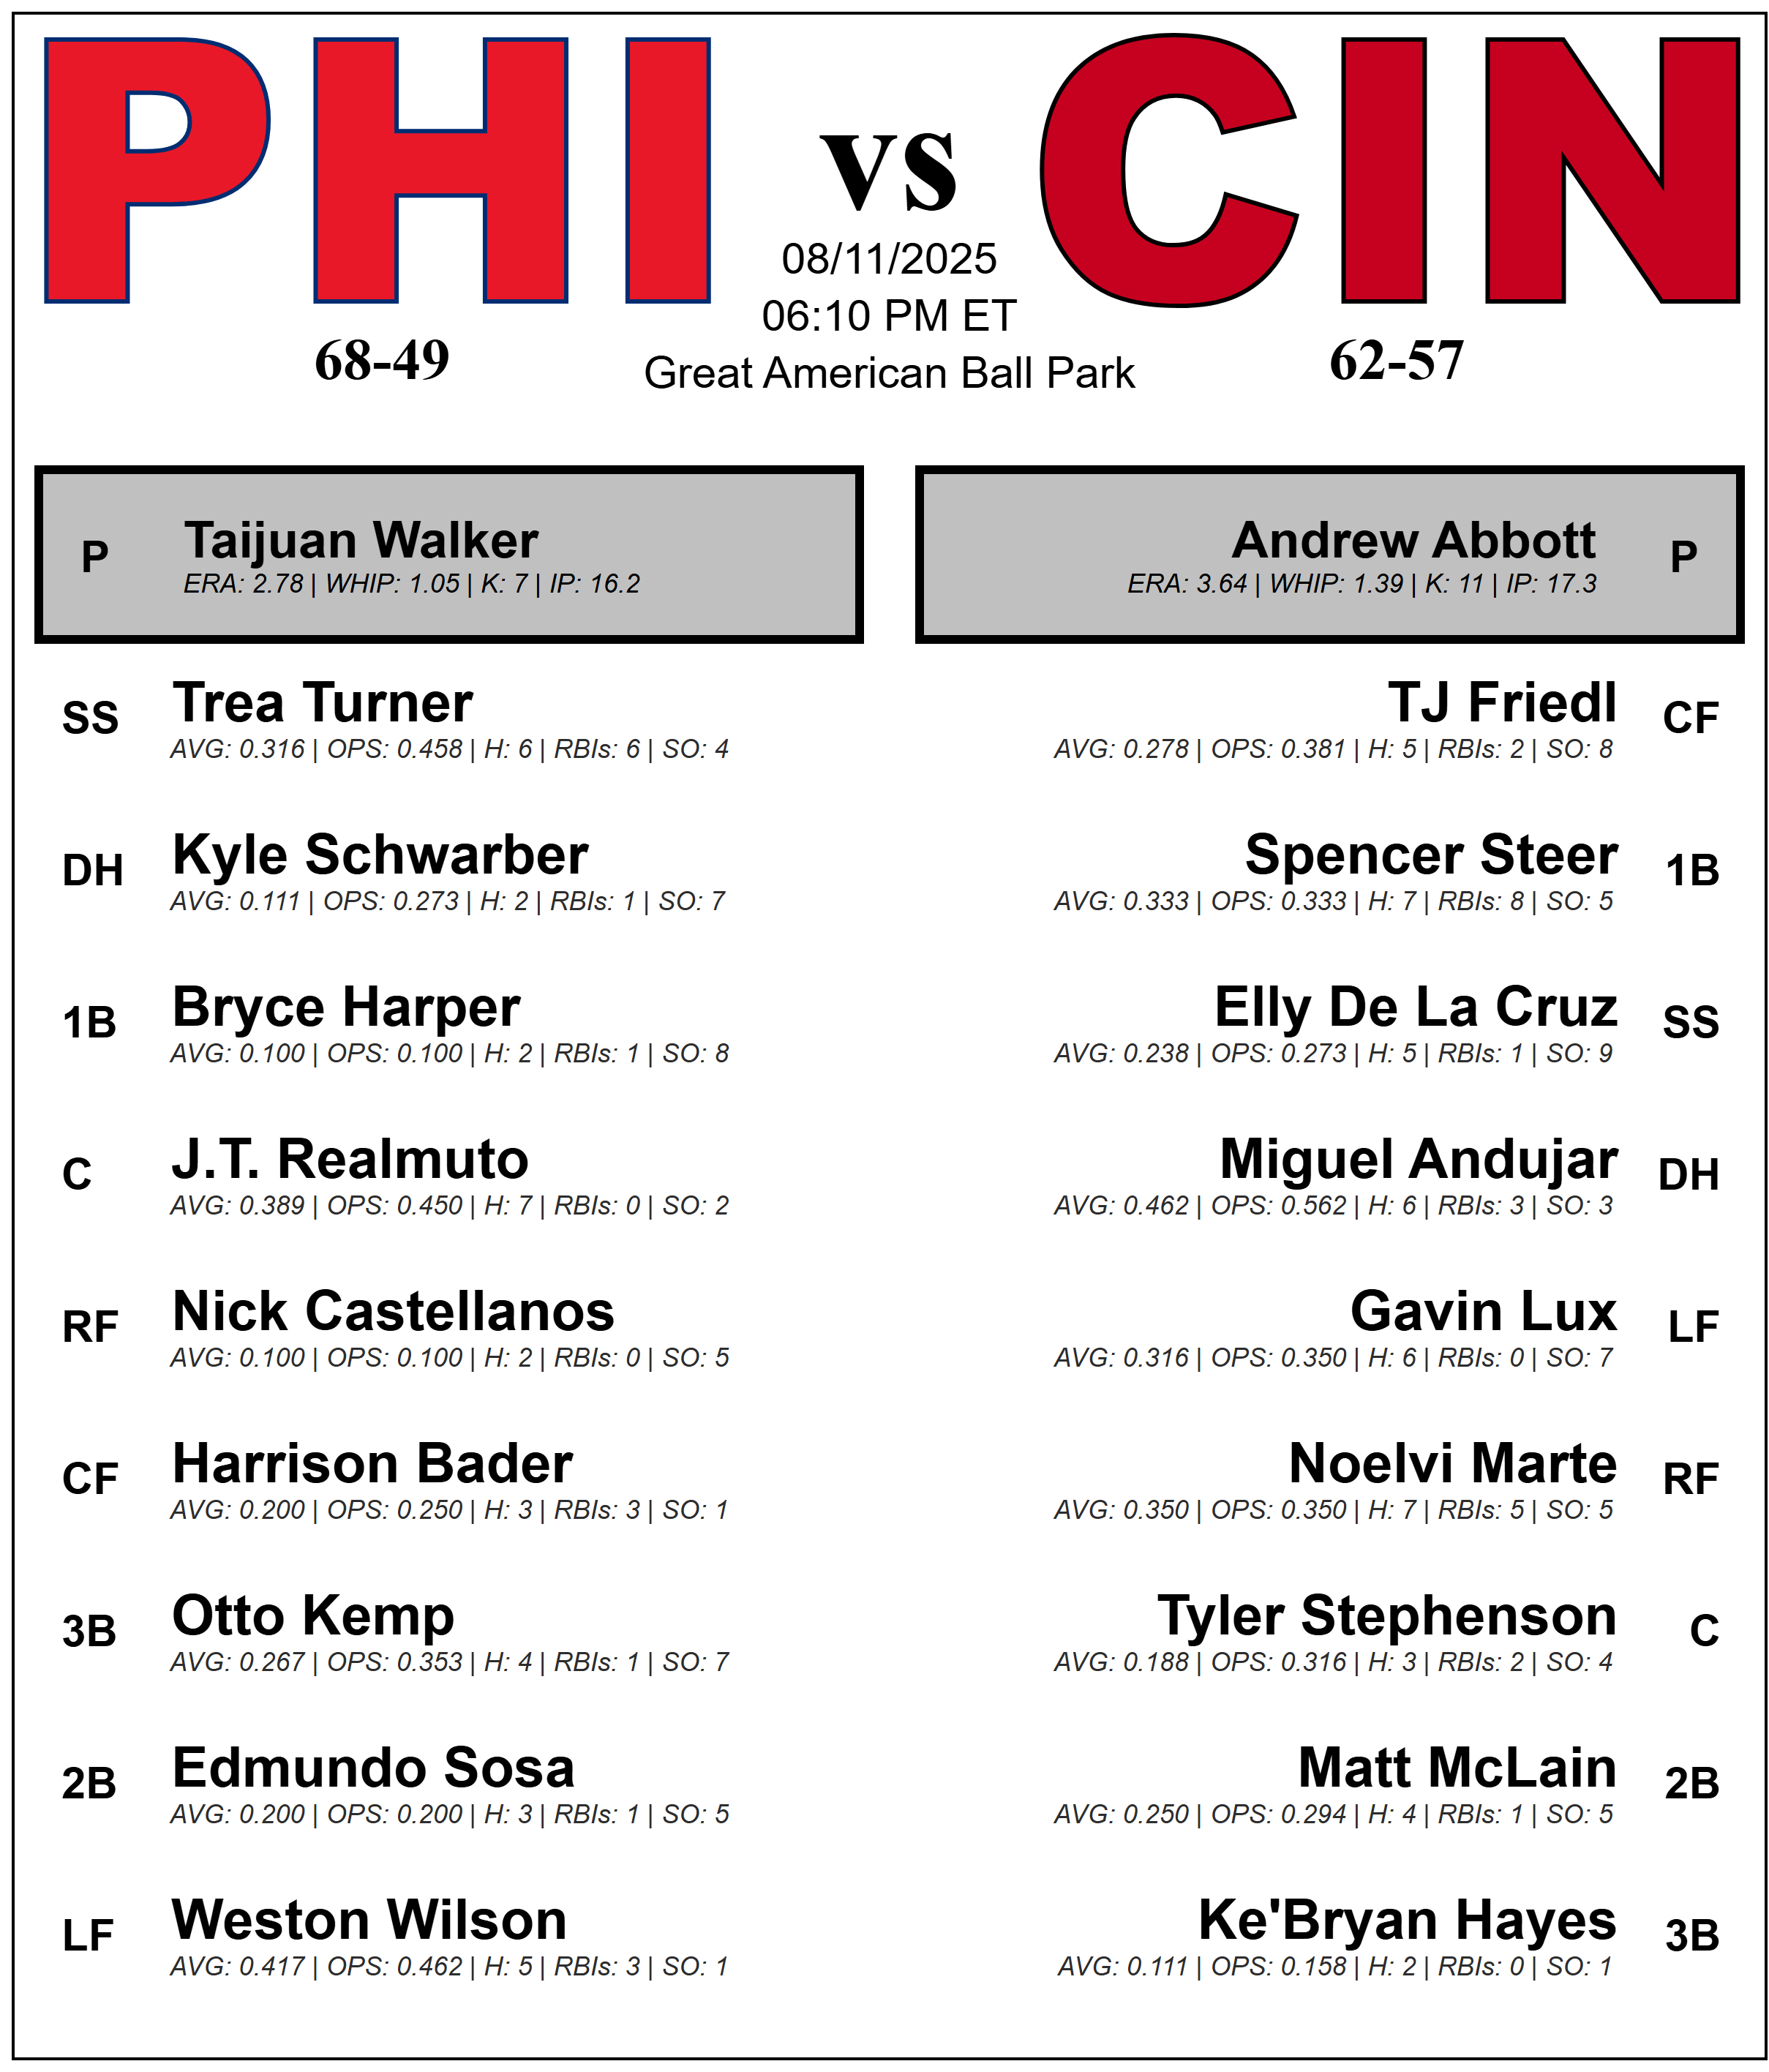 PHI vs CIN
08/11/2025
06:10 PM ET
68-49 Great American Ball Park 62-57
P Taijuan Walker
ERA: 2.78 | WHIP: 1.05 | K: 7 | IP: 16.2
Andrew Abbott P
ERA: 3.64 | WHIP: 1.39 | K: 11 | IP: 17.3
SS Trea Turner
AVG: 0.316 | OPS: 0.458 | H: 6 | RBIs: 6 | SO: 4
TJ Friedl CF
AVG: 0.278 | OPS: 0.381 | H: 5 | RBIs: 2 | SO: 8
DH Kyle Schwarber
AVG: 0.111 | OPS: 0.273 | H: 2 | RBIs: 1 | SO: 7
Spencer Steer 1B
AVG: 0.333 | OPS: 0.333 | H: 7 | RBIs: 8 | SO: 5
1B Bryce Harper
AVG: 0.100 | OPS: 0.100 | H: 2 | RBIs: 1 | SO: 8
Elly De La Cruz SS
AVG: 0.238 | OPS: 0.273 | H: 5 | RBIs: 1 | SO: 9
C J.T. Realmuto
AVG: 0.389 | OPS: 0.450 | H: 7 | RBIs: 0 | SO: 2
Miguel Andujar DH
AVG: 0.462 | OPS: 0.562 | H: 6 | RBIs: 3 | SO: 3
RF Nick Castellanos
AVG: 0.100 | OPS: 0.100 | H: 2 | RBIs: 0 | SO: 5
Gavin Lux LF
AVG: 0.316 | OPS: 0.350 | H: 6 | RBIs: 0 | SO: 7
CF Harrison Bader
AVG: 0.200 | OPS: 0.250 | H: 3 | RBIs: 3 | SO: 1
Noelvi Marte RF
AVG: 0.350 | OPS: 0.350 | H: 7 | RBIs: 5 | SO: 5
3B Otto Kemp
AVG: 0.267 | OPS: 0.353 | H: 4 | RBIs: 1 | SO: 7
Tyler Stephenson C
AVG: 0.188 | OPS: 0.316 | H: 3 | RBIs: 2 | SO: 4
2B Edmundo Sosa
AVG: 0.200 | OPS: 0.200 | H: 3 | RBIs: 1 | SO: 5
Matt McLain 2B
AVG: 0.250 | OPS: 0.294 | H: 4 | RBIs: 1 | SO: 5
LF Weston Wilson
AVG: 0.417 | OPS: 0.462 | H: 5 | RBIs: 3 | SO: 1
Ke'Bryan Hayes 3B
AVG: 0.111 | OPS: 0.158 | H: 2 | RBIs: 0 | SO: 1